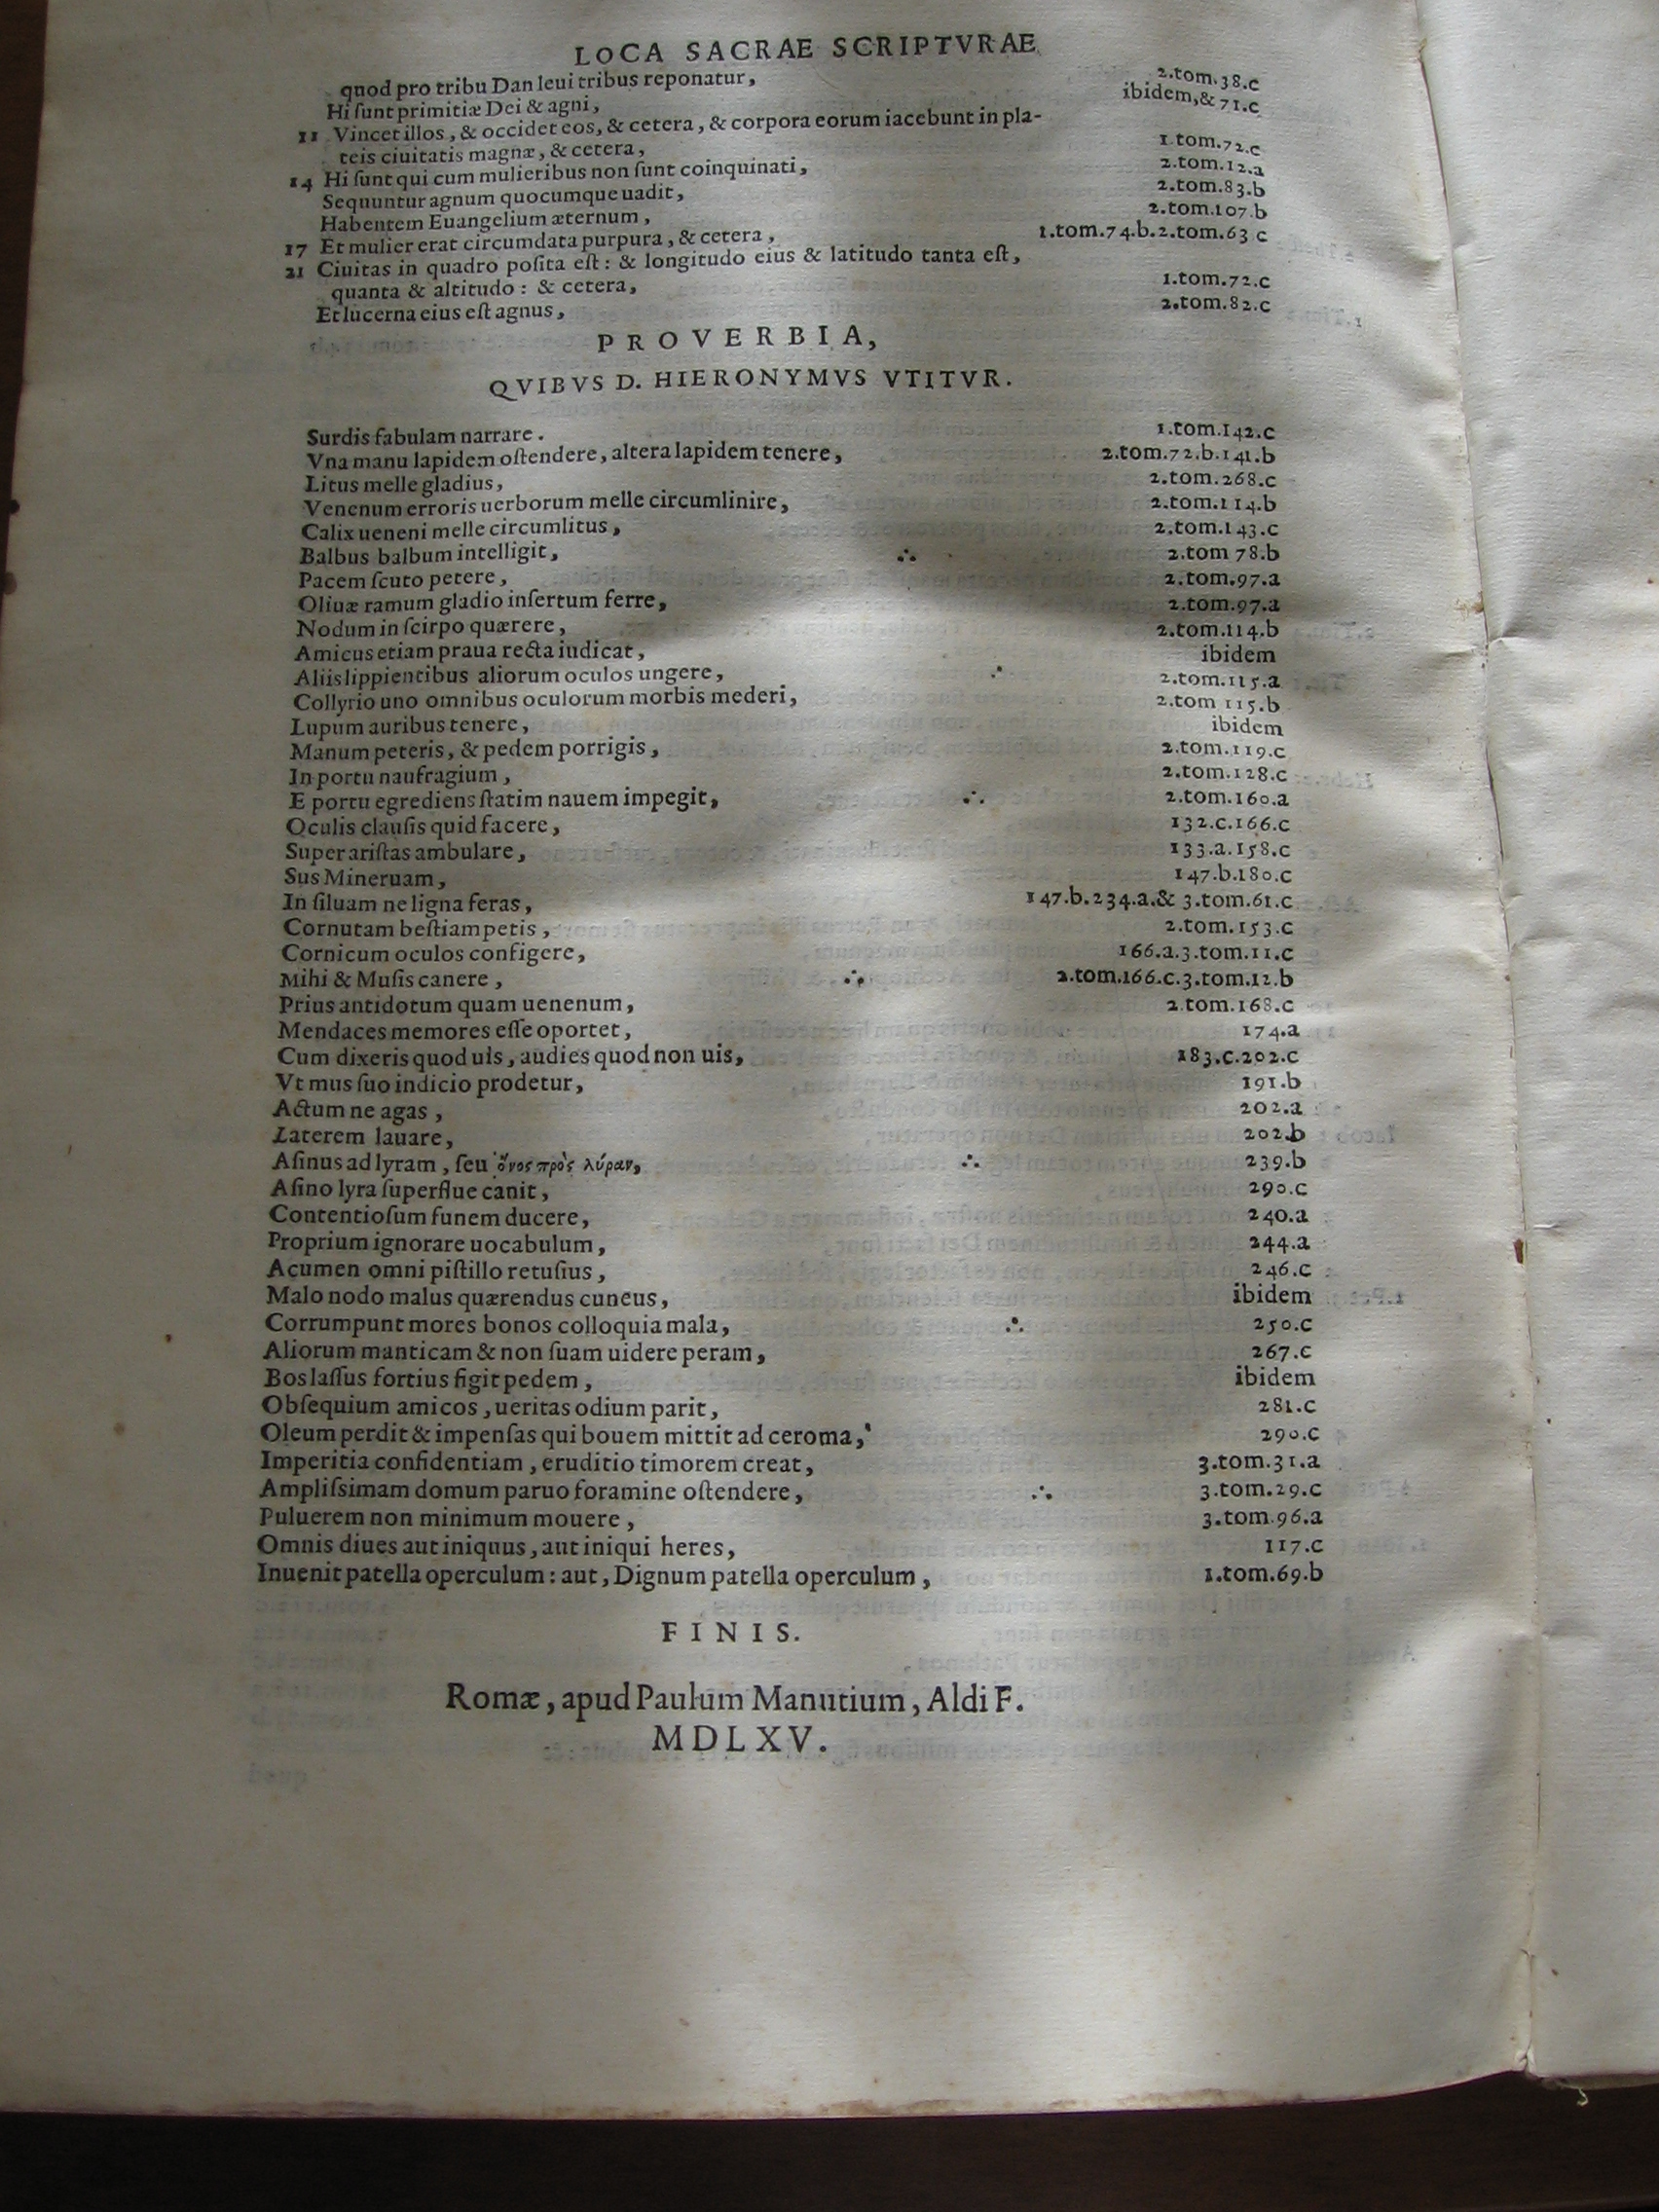 LOCA SACRAE SCRIPTVRAE
quod pro tribu Dan leui tribus reponatur, 2.tom.38.c
Hi ſunt primitiæ Dei & agni, ibidem,& 71.c
11 Vincet illos, & occidet eos, & cetera, & corpora eorum iacebunt in pla-
teis ciuitatis magnæ, & cetera, 1.tom.72.c
14 Hi ſunt qui cum mulieribus non ſunt coinquinati, 2.tom.12.a
Sequuntur agnum quocumque uadit, 2.tom.83.b
Habentem Euangelium æternum, 2.tom.107.b
17 Et mulier erat circumdata purpura, & cetera, 1.tom.74.b.2.tom.63 c
21 Ciuitas in quadro poſita eſt: & longitudo eius & latitudo tanta eſt,
quanta & altitudo: & cetera, 1.tom.72.c
Et lucerna eius eſt agnus, 2.tom.82.c
PROVERBIA,
QVIBVS D. HIERONYMVS VTITVR.
Surdis fabulam narrare. 1.tom.142.c
Vna manu lapidem oſtendere, altera lapidem tenere, 2.tom.72.b.141.b
Litus melle gladius, 2.tom.268.c
Venenum erroris uerborum melle circumlinire, 2.tom.114.b
Calix ueneni melle circumlitus, 2.tom.143.c
Balbus balbum intelligit, ∴ 2.tom 78.b
Pacem ſcuto petere, 2.tom.97.a
Oliuæ ramum gladio inſertum ferre, 2.tom.97.a
Nodum in ſcirpo quærere, 2.tom.114.b
Amicus etiam praua recta iudicat, ibidem
Aliis lippientibus aliorum oculos ungere, ∴ 2.tom.115.a
Collyrio uno omnibus oculorum morbis mederi, 2.tom 115.b
Lupum auribus tenere, ibidem
Manum peteris, & pedem porrigis, 2.tom.119.c
In portu naufragium, 2.tom.128.c
E portu egrediens ſtatim nauem impegit, ∴ 2.tom.160.a
Oculis clauſis quid facere, 132.c.166.c
Super ariſtas ambulare, 133.a.158.c
Sus Mineruam, 147.b.180.c
In ſiluam ne ligna feras, 147.b.234.a.& 3.tom.61.c
Cornutam beſtiam petis, 2.tom.153.c
Cornicum oculos configere, 166.a.3.tom.11.c
Mihi & Muſis canere, ∴ 2.tom.166.c.3.tom.12.b
Prius antidotum quam uenenum, 2 tom.168.c
Mendaces memores eſſe oportet, 174.a
Cum dixeris quod uis, audies quod non uis, 183.c.202.c
Vt mus ſuo indicio prodetur, 191.b
Actum ne agas, 202.a
Laterem lauare, 202.b
Aſinus ad lyram, ſeu ὄνος πρὸς λύραν, ∴ 239.b
Aſino lyra ſuperflue canit, 290.c
Contentioſum funem ducere, 240.a
Proprium ignorare uocabulum, 244.a
Acumen omni piſtillo retuſius, 246.c
Malo nodo malus quærendus cuneus, ibidem
Corrumpunt mores bonos colloquia mala, ∴ 250.c
Aliorum manticam & non ſuam uidere peram, 267.c
Bos laſſus fortius figit pedem, ibidem
Obſequium amicos, ueritas odium parit, 281.c
Oleum perdit & impenſas qui bouem mittit ad ceroma, 290.c
Imperitia confidentiam, eruditio timorem creat, 3.tom.31.a
Ampliſsimam domum paruo foramine oſtendere, ∴ 3.tom.29.c
Puluerem non minimum mouere, 3.tom.96.a
Omnis diues aut iniquus, aut iniqui heres, 117.c
Inuenit patella operculum: aut, Dignum patella operculum, 1.tom.69.b
FINIS.
Romæ, apud Paulum Manutium, Aldi F.
MDLXV.